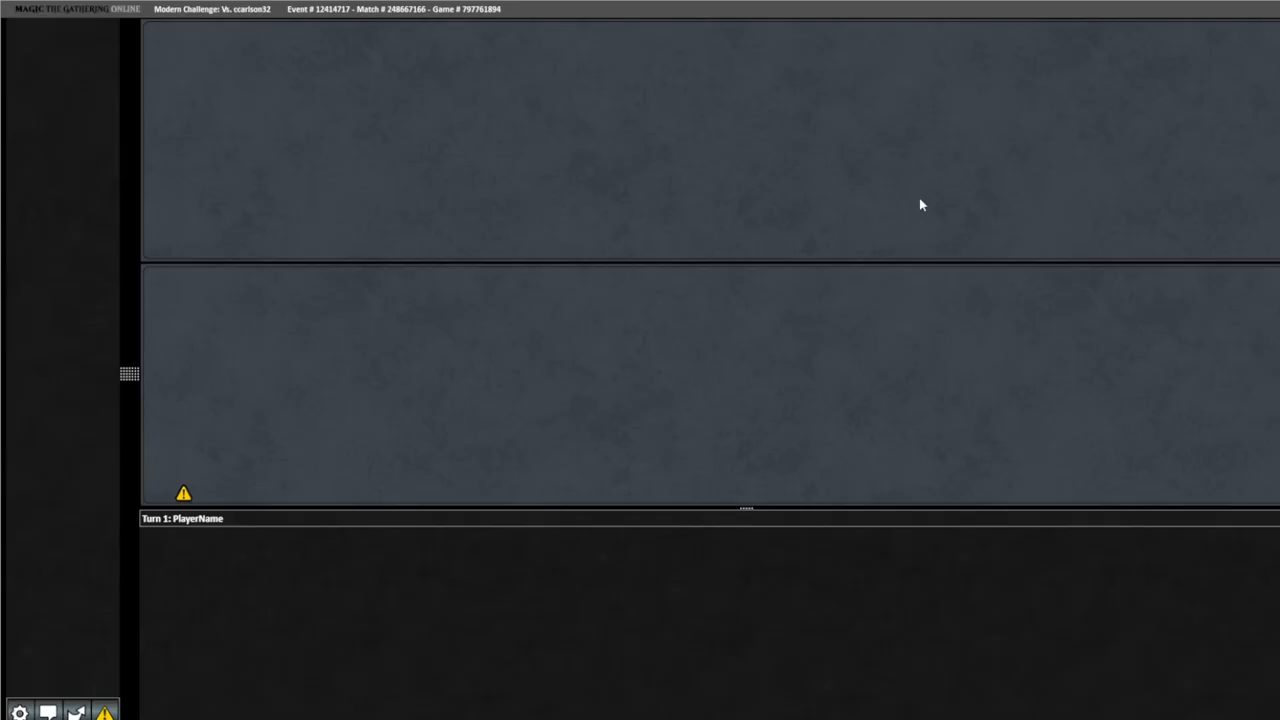 MAGIC THE GATHERING ONLINE Modern Challenge: Vs. ccarlson32 Event # 12414717 - Match # 248667166 - Game # 797761894
Turn 1: PlayerName